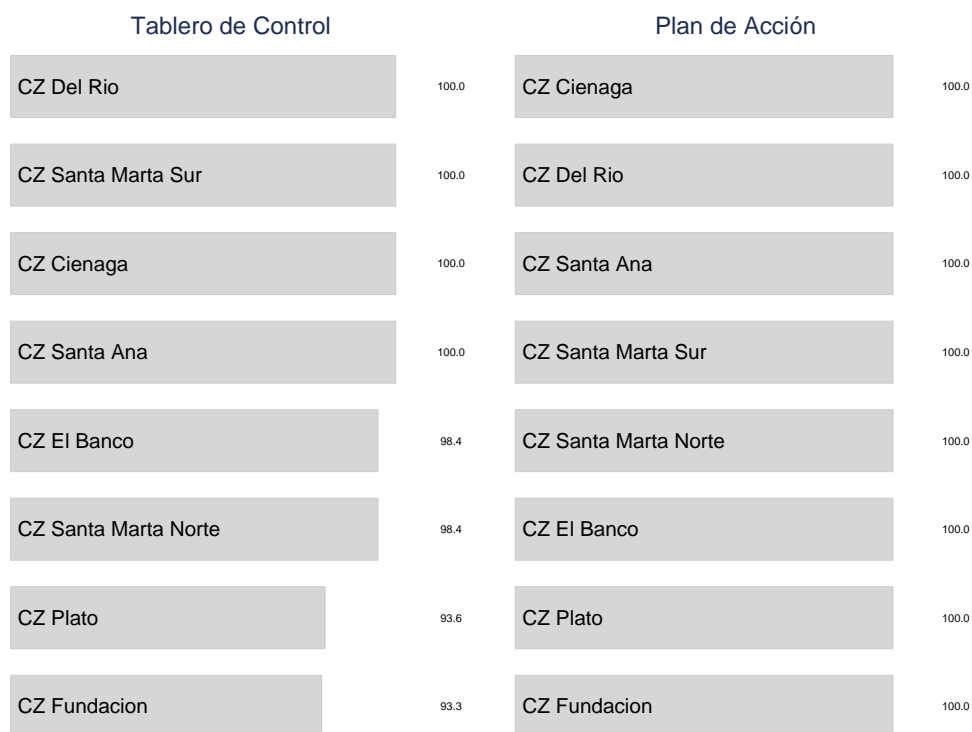 Tablero de Control
CZ Del Rio 100.0
CZ Santa Marta Sur 100.0
CZ Cienaga 100.0
CZ Santa Ana 100.0
CZ El Banco 98.4
CZ Santa Marta Norte 98.4
CZ Plato 93.6
CZ Fundacion 93.3
Plan de Acción
CZ Cienaga 100.0
CZ Del Rio 100.0
CZ Santa Ana 100.0
CZ Santa Marta Sur 100.0
CZ Santa Marta Norte 100.0
CZ El Banco 100.0
CZ Plato 100.0
CZ Fundacion 100.0